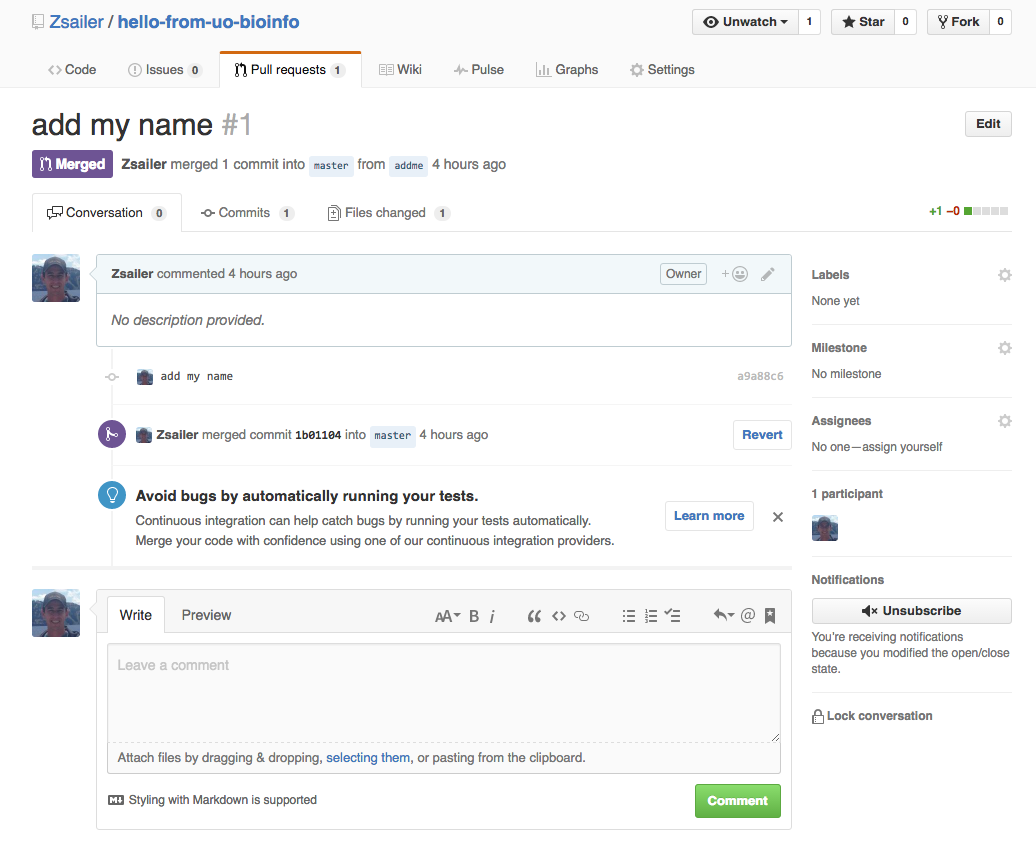 Zsailer / hello-from-uo-bioinfo
Unwatch 1 Star 0 Fork 0
Code Issues 0 Pull requests 1 Wiki Pulse Graphs Settings
add my name #1
Edit
Merged Zsailer merged 1 commit into master from addme 4 hours ago
Conversation 0 Commits 1 Files changed 1
+1 −0
Zsailer commented 4 hours ago
Owner
No description provided.
add my name
a9a88c6
Zsailer merged commit 1b01104 into master 4 hours ago
Revert
Avoid bugs by automatically running your tests.
Continuous integration can help catch bugs by running your tests automatically.
Merge your code with confidence using one of our continuous integration providers.
Learn more
Write Preview
AA B i
Leave a comment
Attach files by dragging & dropping, selecting them, or pasting from the clipboard.
Styling with Markdown is supported
Comment
Labels
None yet
Milestone
No milestone
Assignees
No one—assign yourself
1 participant
Notifications
Unsubscribe
You're receiving notifications
because you modified the open/close
state.
Lock conversation